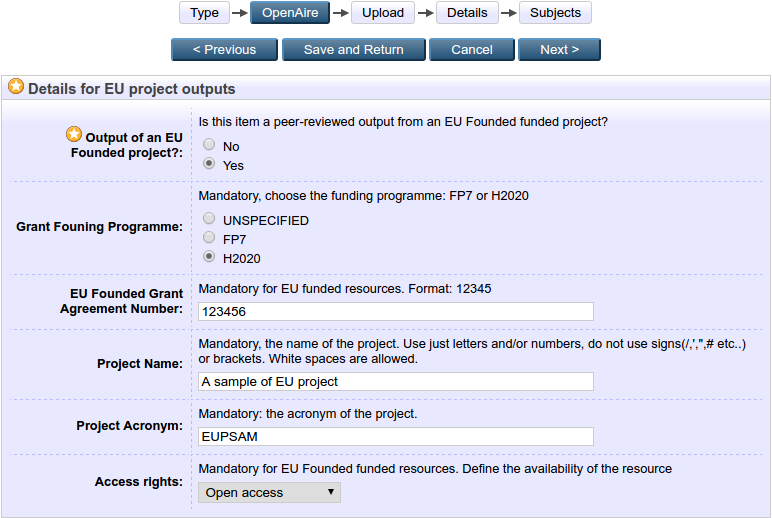 Type OpenAire Upload Details Subjects
< Previous Save and Return Cancel Next >
Details for EU project outputs
Output of an EU
Founded project?:
Is this item a peer-reviewed output from an EU Founded funded project?
No
Yes
Grant Founing Programme:
Mandatory, choose the funding programme: FP7 or H2020
UNSPECIFIED
FP7
H2020
EU Founded Grant
Agreement Number:
Mandatory for EU funded resources. Format: 12345
123456
Project Name:
Mandatory, the name of the project. Use just letters and/or numbers, do not use signs(/,',",# etc..)
or brackets. White spaces are allowed.
A sample of EU project
Project Acronym:
Mandatory: the acronym of the project.
EUPSAM
Access rights:
Mandatory for EU Founded funded resources. Define the availability of the resource
Open access